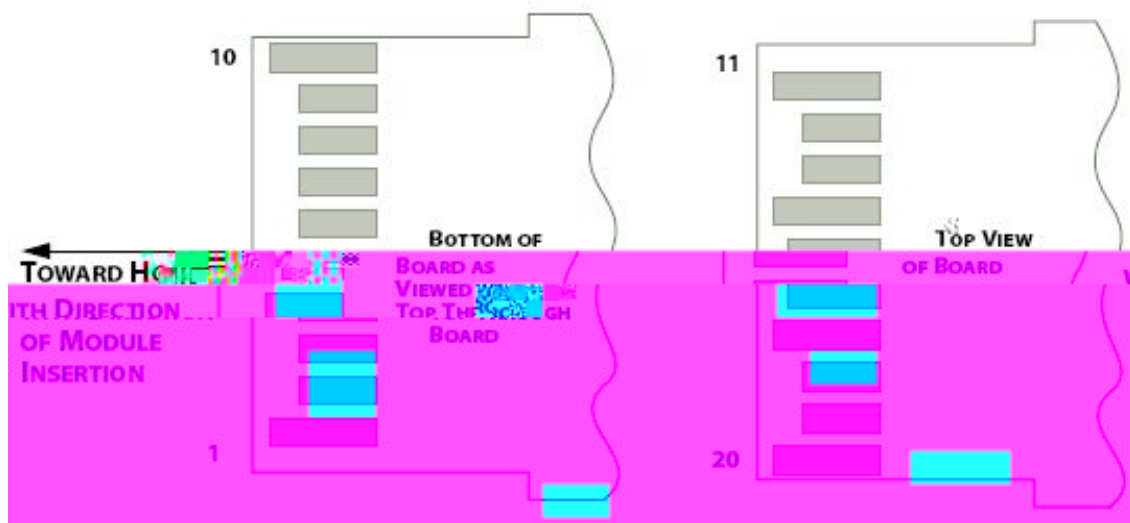 10
11
BOTTOM OF
BOARD AS
VIEWED
TOP
BOARD
TOP VIEW
OF BOARD
TOWARD
DIRECTION
OF MODULE
INSERTION
1
20